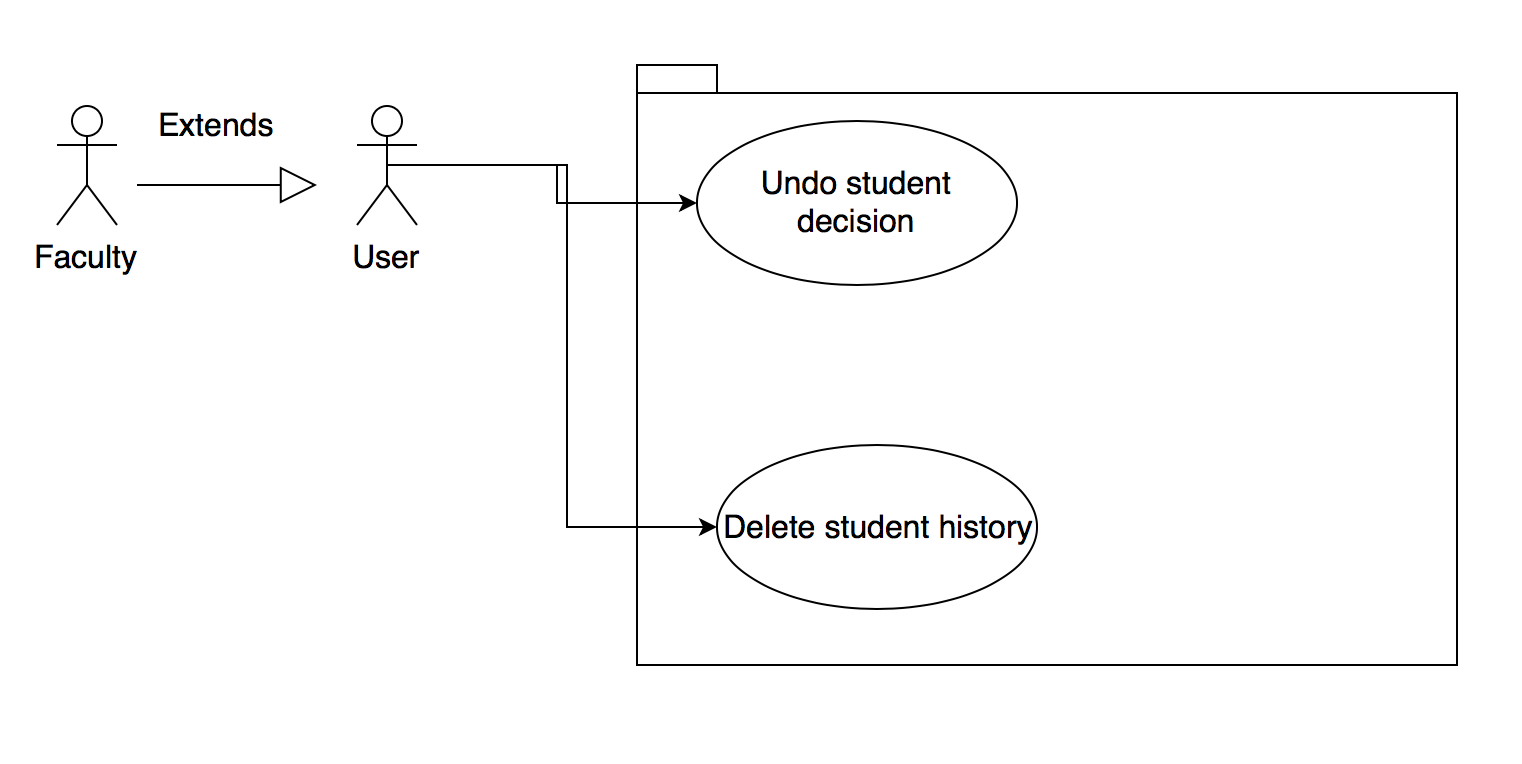 Extends
Faculty
User
Undo student
decision
Delete student history